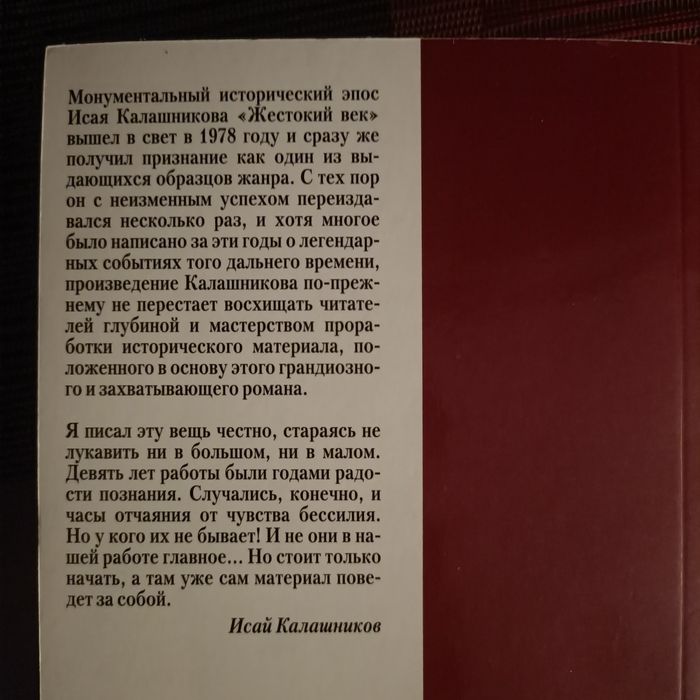 Монументальный исторический эпос
Исая Калашникова «Жестокий век»
вышел в свет в 1978 году и сразу же
получил признание как один из вы-
дающихся образцов жанра. С тех пор
он с неизменным успехом переизда-
вался несколько раз, и хотя многое
было написано за эти годы о легендар-
ных событиях того дальнего времени,
произведение Калашникова по-преж-
нему не перестает восхищать читате-
лей глубиной и мастерством прора-
ботки исторического материала, по-
ложенного в основу этого грандиозно-
го и захватывающего романа.
Я писал эту вещь честно, стараясь не
лукавить ни в большом, ни в малом.
Девять лет работы были годами радо-
сти познания. Случались, конечно, и
часы отчаяния от чувства бессилия.
Но у кого их не бывает! И не они в на-
шей работе главное... Но стоит только
начать, а там уже сам материал пове-
дет за собой.
Исай Калашников